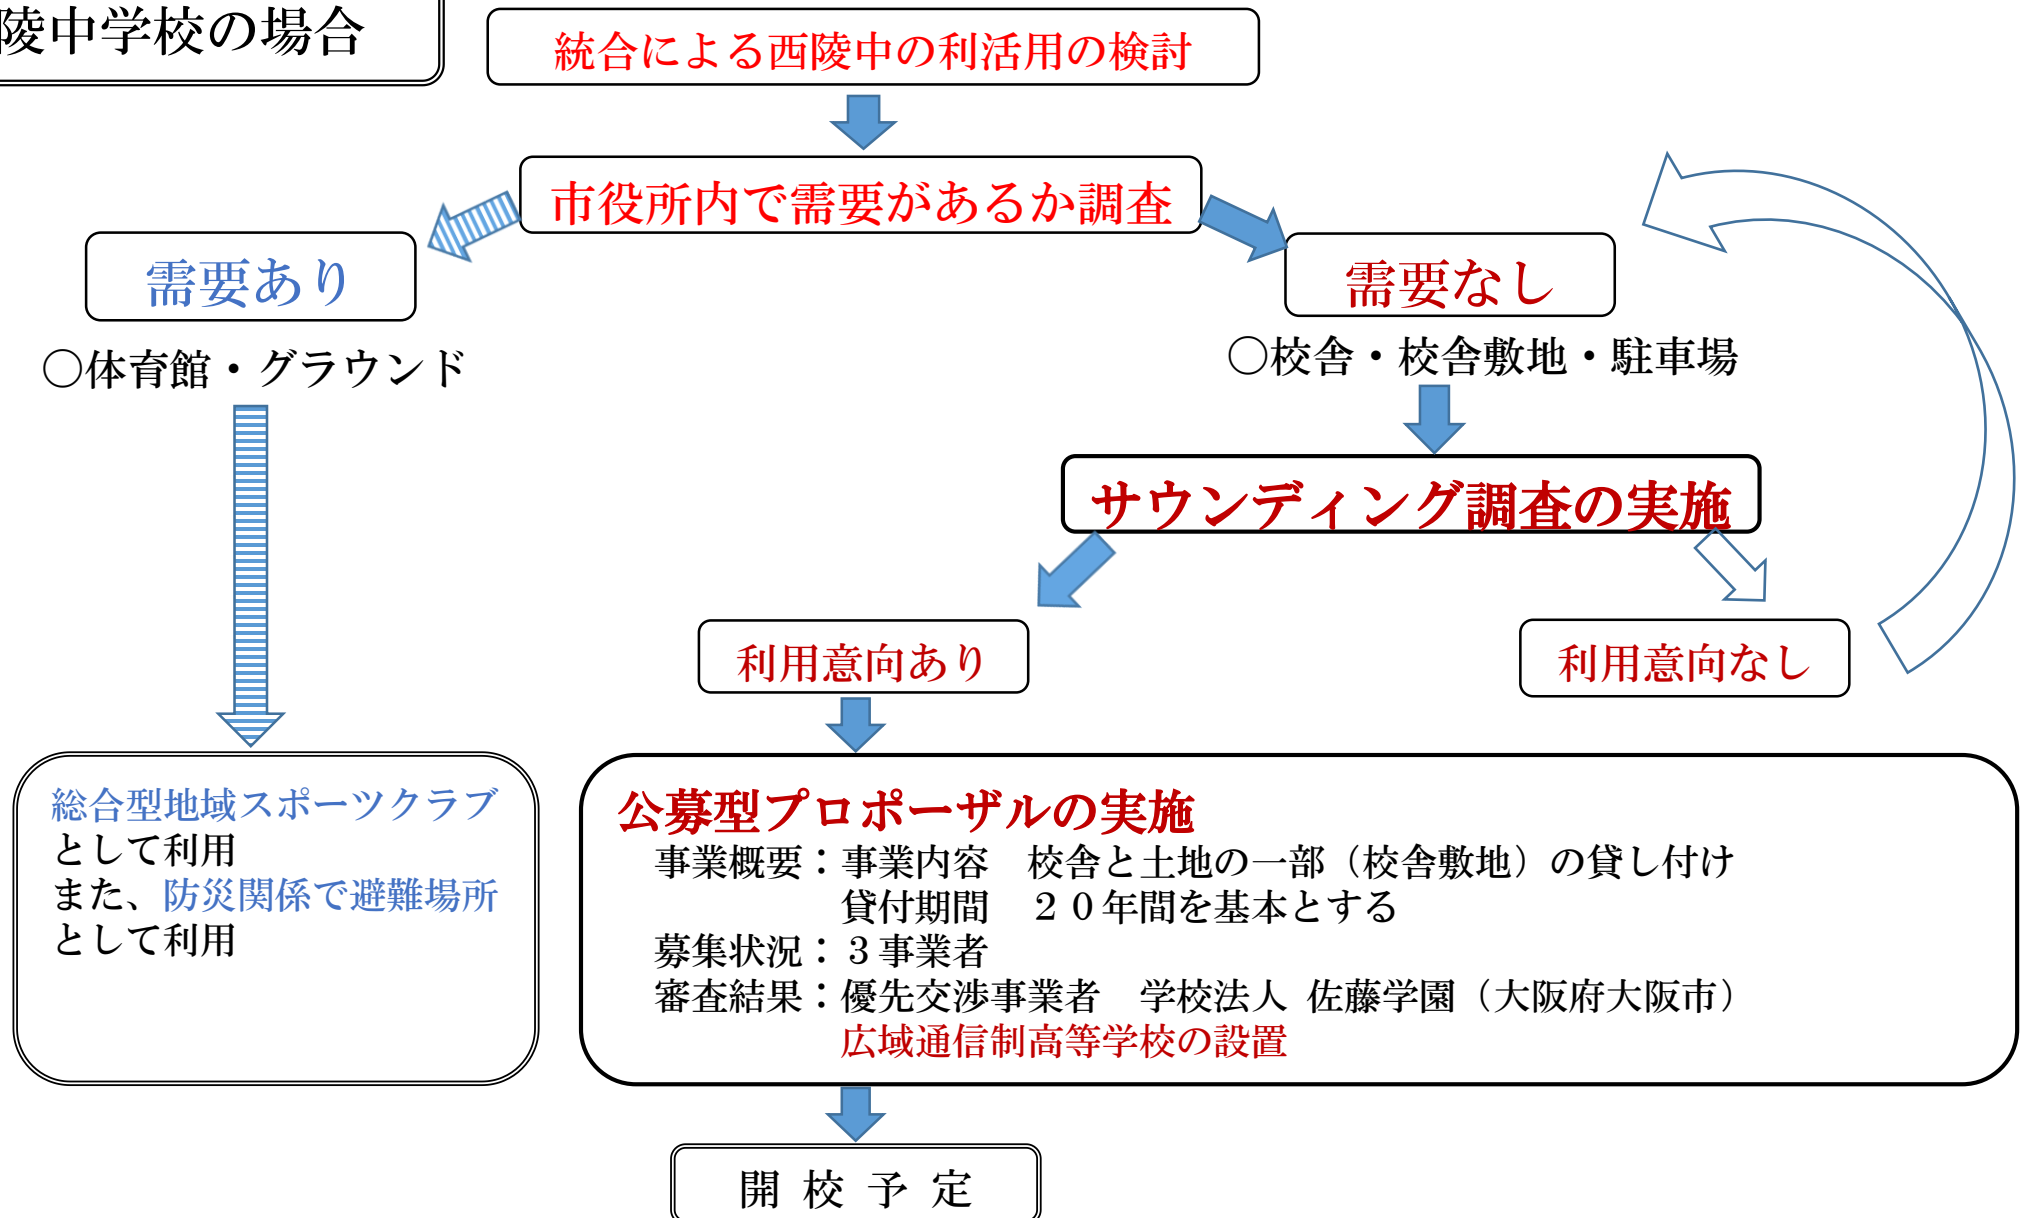 陵中学校の場合
統合による西陵中の利活用の検討
市役所内で需要があるか調査
需要あり
需要なし
〇体育館・グラウンド
〇校舎・校舎敷地・駐車場
サウンディング調査の実施
利用意向あり
利用意向なし
総合型地域スポーツクラブ
として利用
また、防災関係で避難場所
として利用
公募型プロポーザルの実施
事業概要：事業内容　校舎と土地の一部（校舎敷地）の貸し付け
貸付期間　２０年間を基本とする
募集状況：３事業者
審査結果：優先交渉事業者　学校法人 佐藤学園（大阪府大阪市）
広域通信制高等学校の設置
開 校 予 定